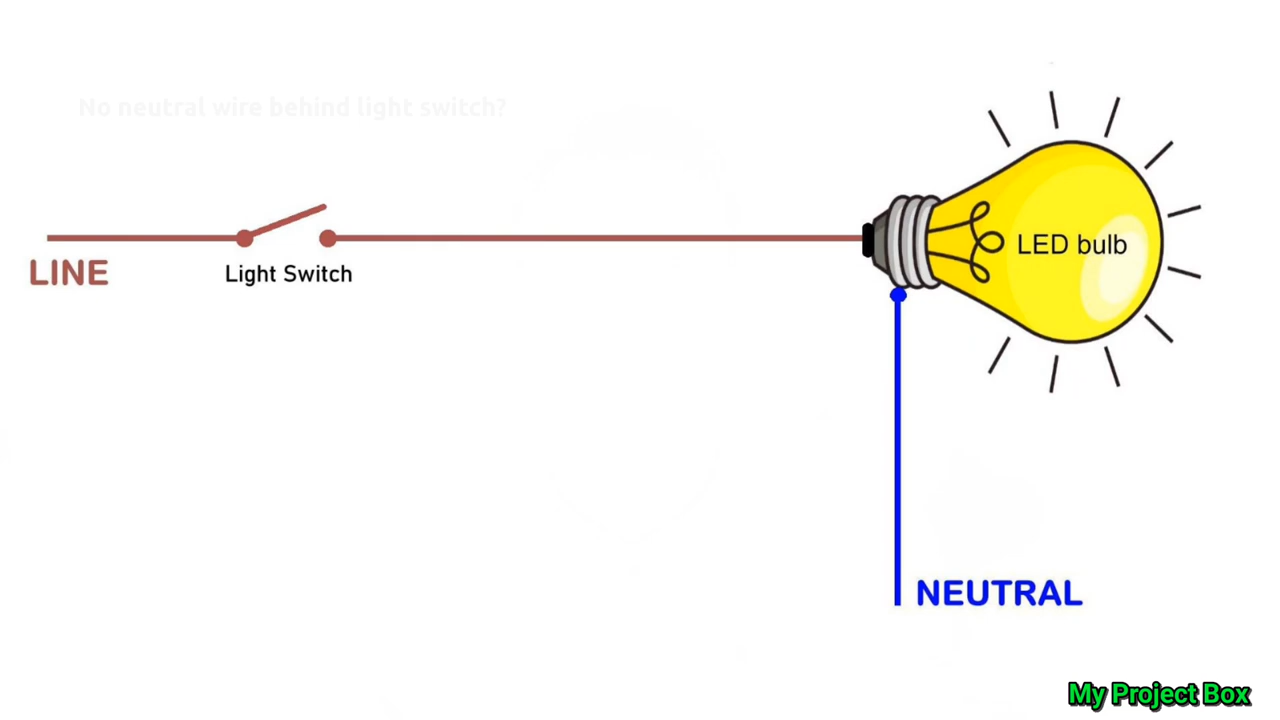 No neutral wire behind light switch?
LED bulb
LINE
Light Switch
NEUTRAL
My Project Box